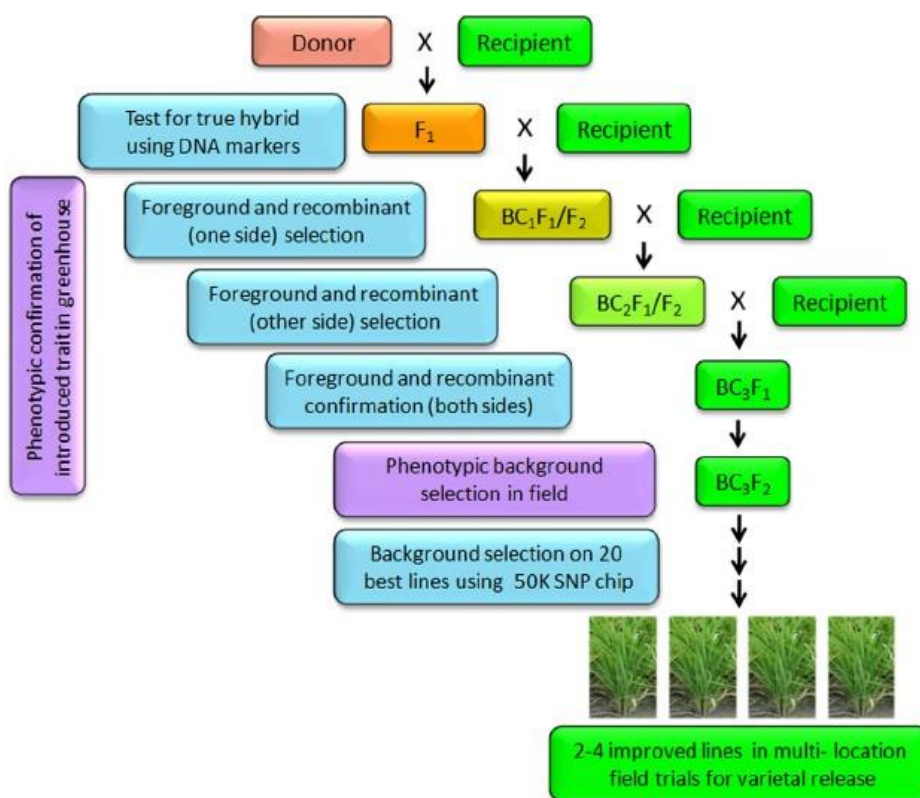 Donor X Recipient
Test for true hybrid
using DNA markers
F₁ X Recipient
Phenotypic confirmation of
introduced trait in greenhouse
Foreground and recombinant
(one side) selection
BC₁F₁/F₂ X Recipient
Foreground and recombinant
(other side) selection
BC₂F₁/F₂ X Recipient
Foreground and recombinant
confirmation (both sides)
BC₃F₁
Phenotypic background
selection in field
BC₃F₂
Background selection on 20
best lines using 50K SNP chip
2-4 improved lines in multi- location
field trials for varietal release